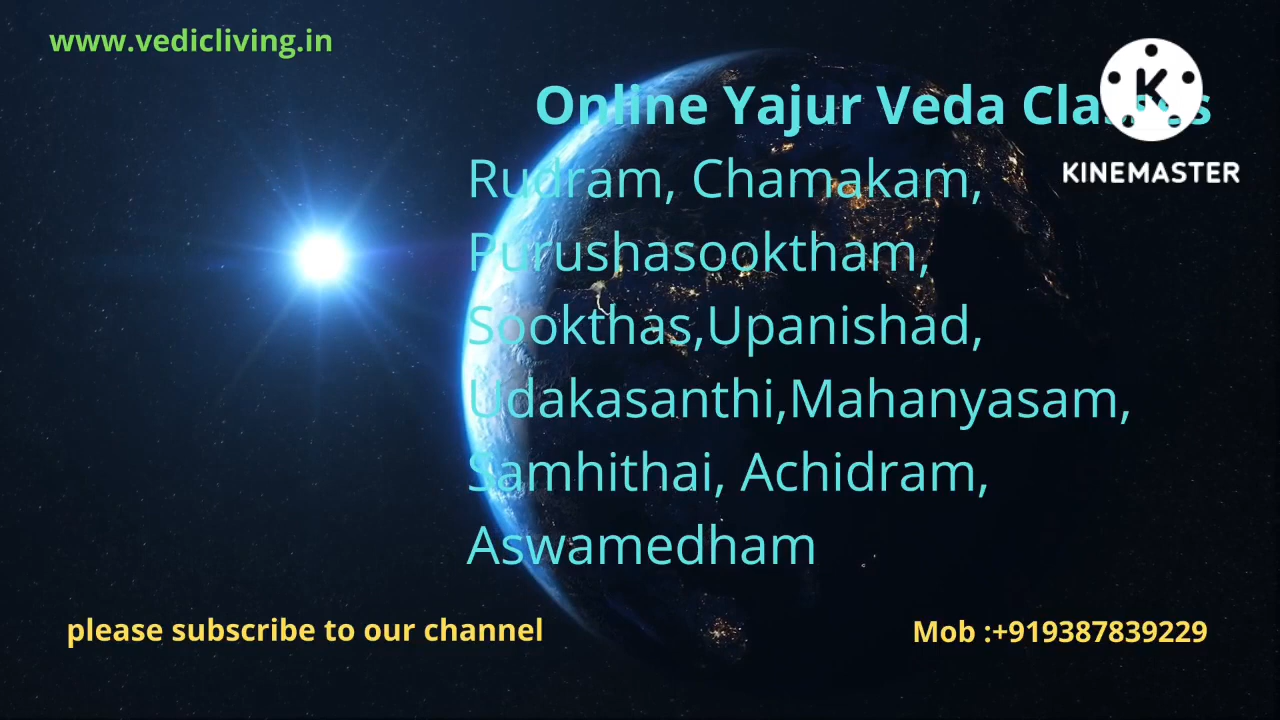 www.vedicliving.in
Online Yajur Veda Classes
KINEMASTER
Rudram, Chamakam,
Purushasooktham,
Sookthas,Upanishad,
Udakasanthi,Mahanyasam,
Samhithai, Achidram,
Aswamedham
please subscribe to our channel
Mob :+919387839229